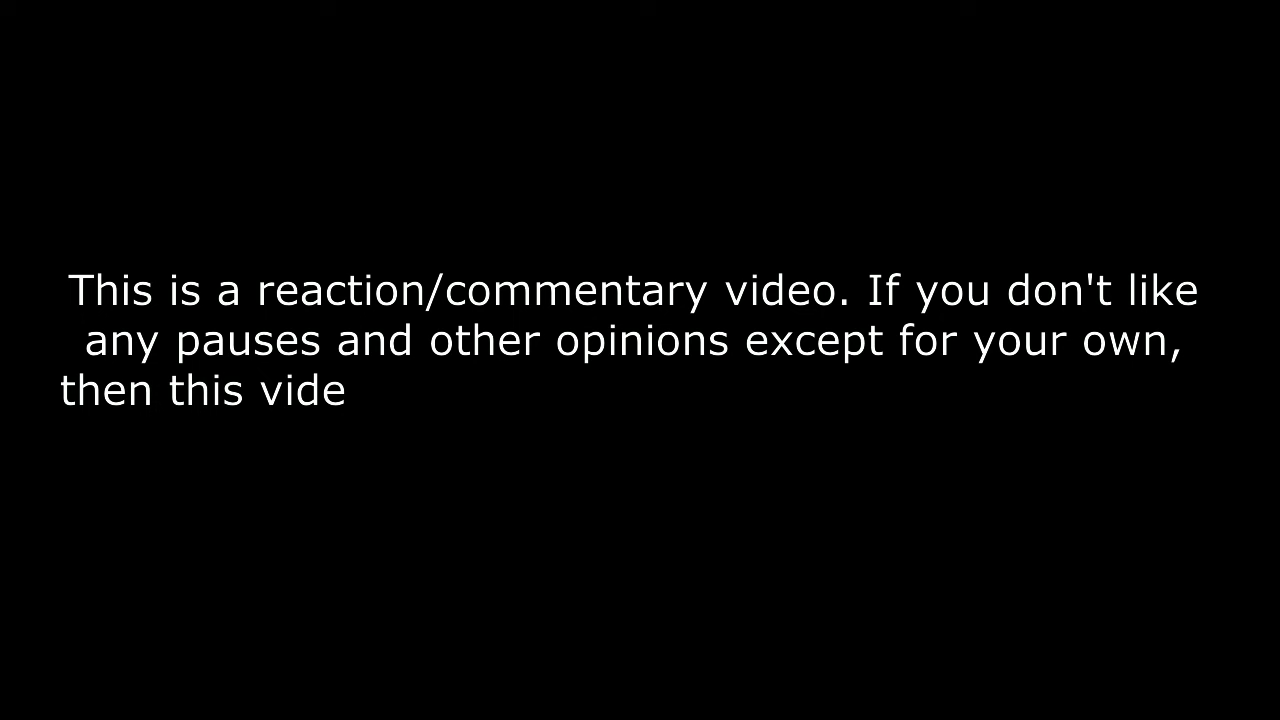 This is a reaction/commentary video. If you don't like
any pauses and other opinions except for your own,
then this vide